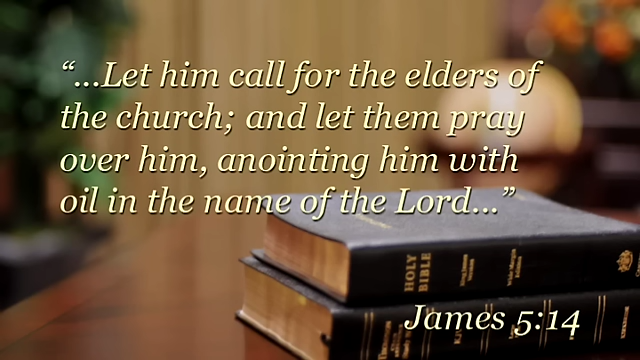 “...Let him call for the elders of
the church; and let them pray
over him, anointing him with
oil in the name of the Lord...”
HOLY
BIBLE
James 5:14